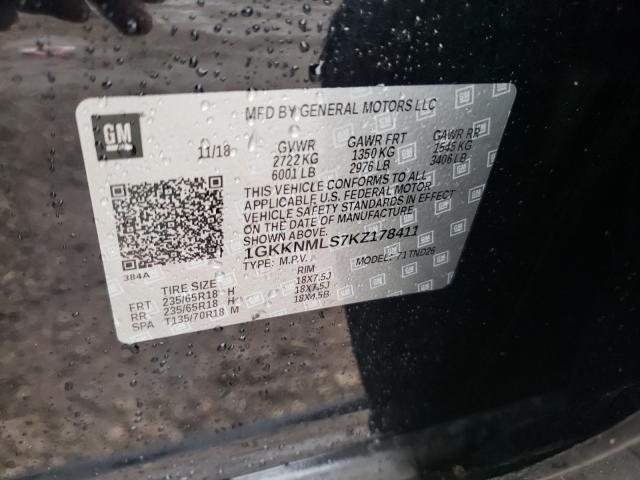 GM
MFD BY GENERAL MOTORS LLC
11/18
GVWR GAWR FRT GAWR RR
2722 KG 1350 KG 1545 KG
6001 LB 2976 LB 3406 LB
THIS VEHICLE CONFORMS TO ALL
APPLICABLE U.S. FEDERAL MOTOR
VEHICLE SAFETY STANDARDS IN EFFECT
ON THE DATE OF MANUFACTURE
SHOWN ABOVE.
1GKKNMLS7KZ178411
TYPE: M.P.V. MODEL: 71 TND26
384A
TIRE SIZE RIM
FRT 235/65R18 H 18X7.5J
RR 235/65R18 H 18X7.5J
SPA T135/70R18 M 18X4.5B